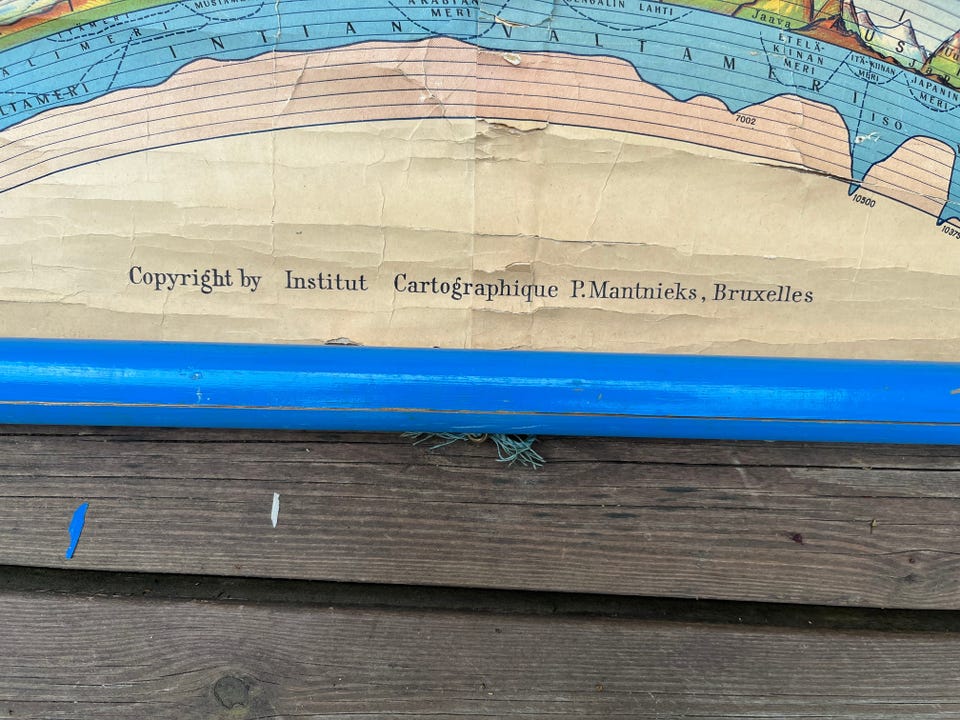 MERI
ARABIAN
MERI
BENGALIN LAHTI
Jaava
INTIAN VALTAMERI
ETELÄ-
KIINAN
MERI
ITÄ-KIINAN
MERI
JAPANIN
MERI
ISO
7002
10500
Copyright by Institut Cartographique P. Mantnieks, Bruxelles